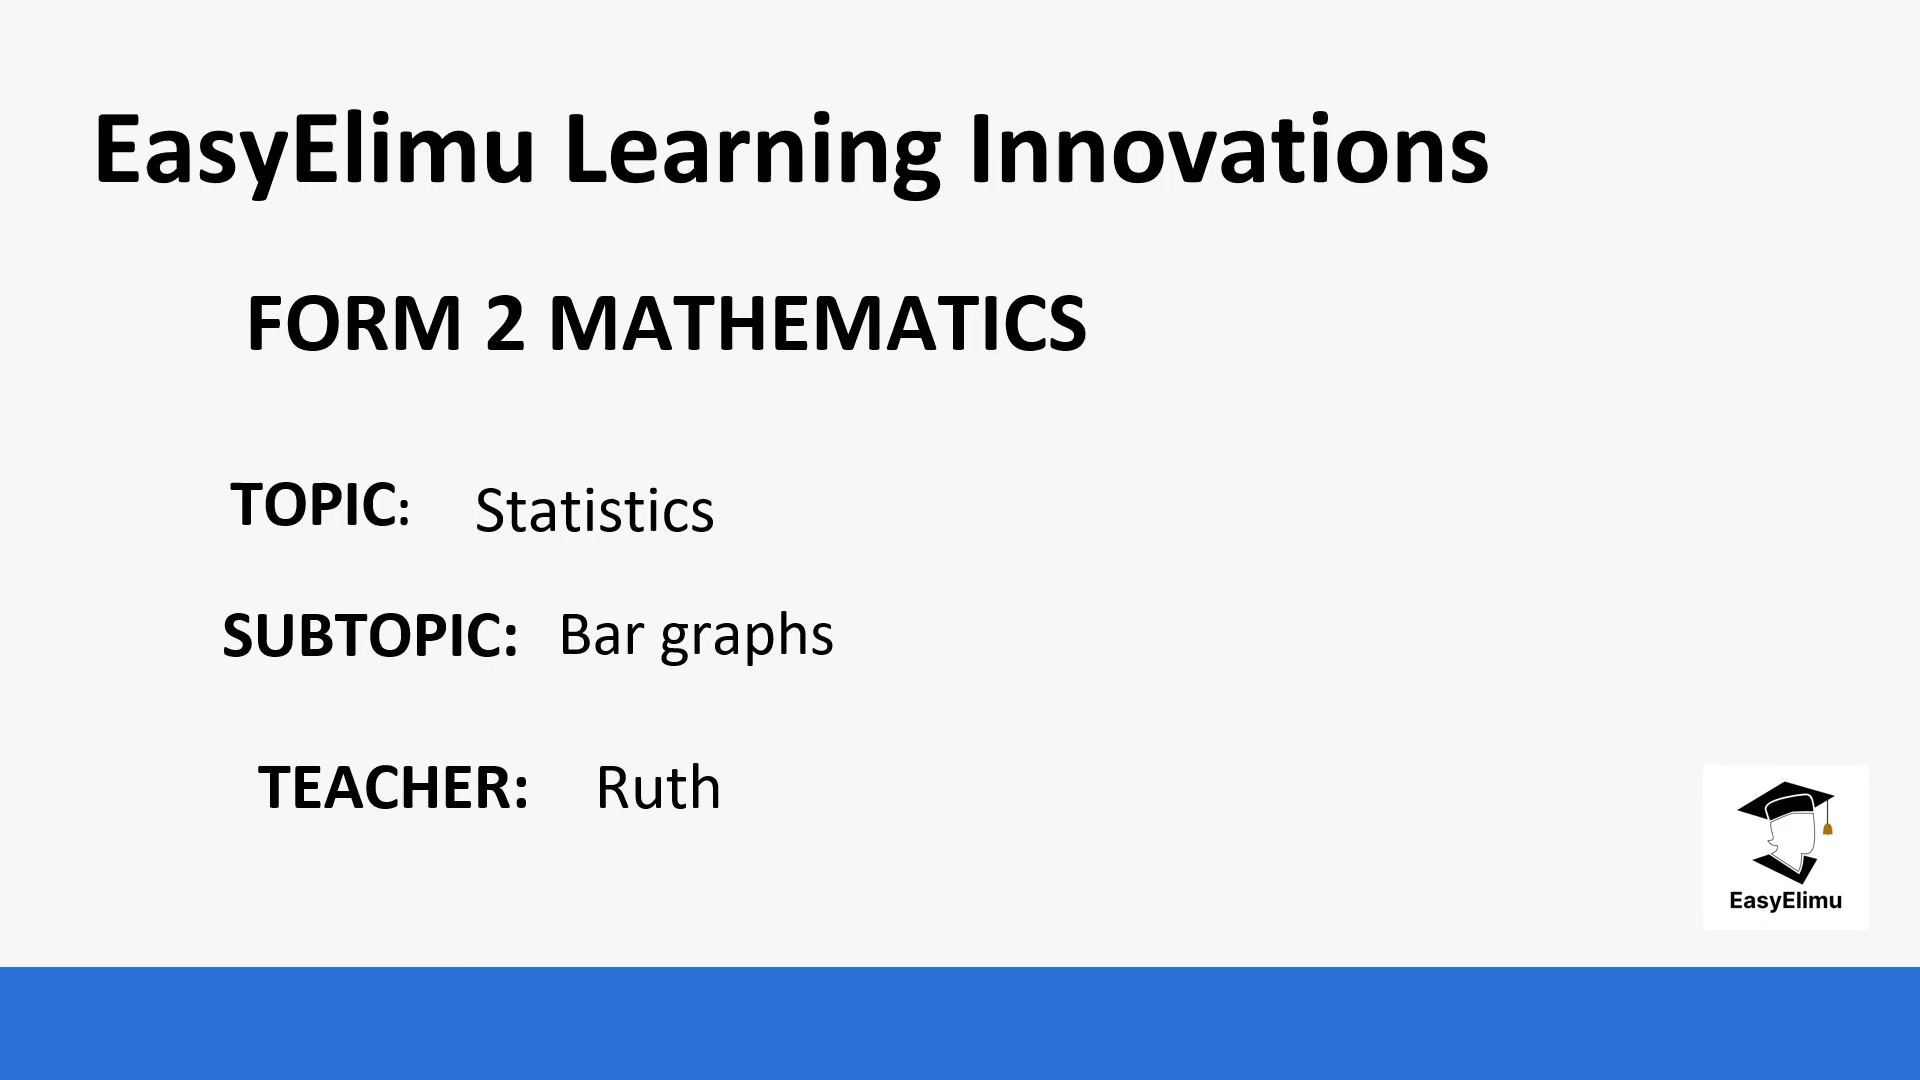 EasyElimu Learning Innovations
FORM 2 MATHEMATICS
TOPIC: Statistics
SUBTOPIC: Bar graphs
TEACHER: Ruth
EasyElimu